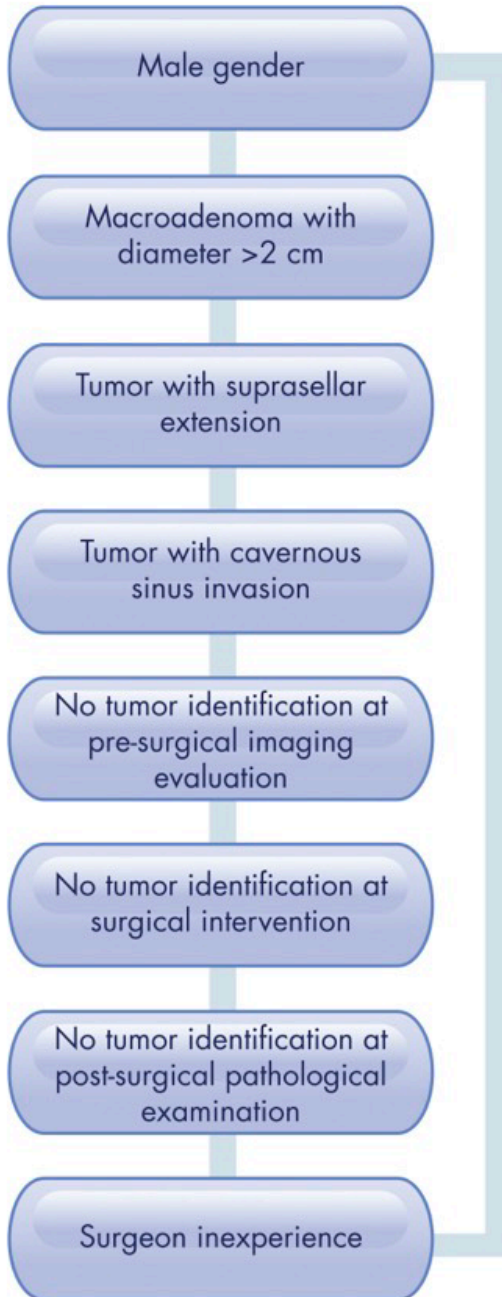 Male gender
Macroadenoma with
diameter >2 cm
Tumor with suprasellar
extension
Tumor with cavernous
sinus invasion
No tumor identification at
pre-surgical imaging
evaluation
No tumor identification at
surgical intervention
No tumor identification at
post-surgical pathological
examination
Surgeon inexperience